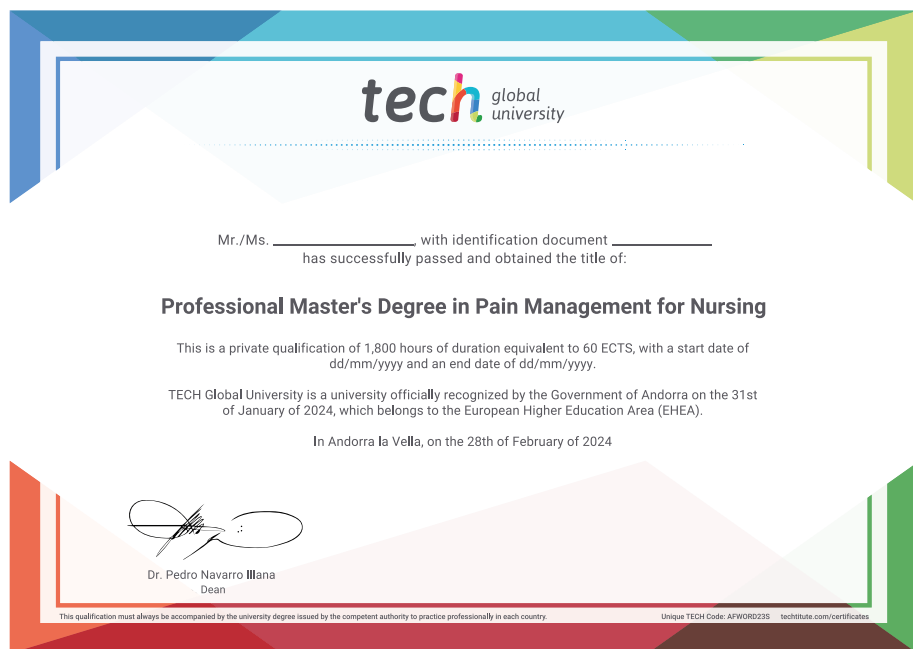 tech global university
Mr./Ms. ____________, with identification document ____________
has successfully passed and obtained the title of:
Professional Master's Degree in Pain Management for Nursing
This is a private qualification of 1,800 hours of duration equivalent to 60 ECTS, with a start date of
dd/mm/yyyy and an end date of dd/mm/yyyy.
TECH Global University is a university officially recognized by the Government of Andorra on the 31st
of January of 2024, which belongs to the European Higher Education Area (EHEA).
In Andorra la Vella, on the 28th of February of 2024
Dr. Pedro Navarro Illana
Dean
This qualification must always be accompanied by the university degree issued by the competent authority to practice professionally in each country.
Unique TECH Code: AFWORD23S techtitute.com/certificates